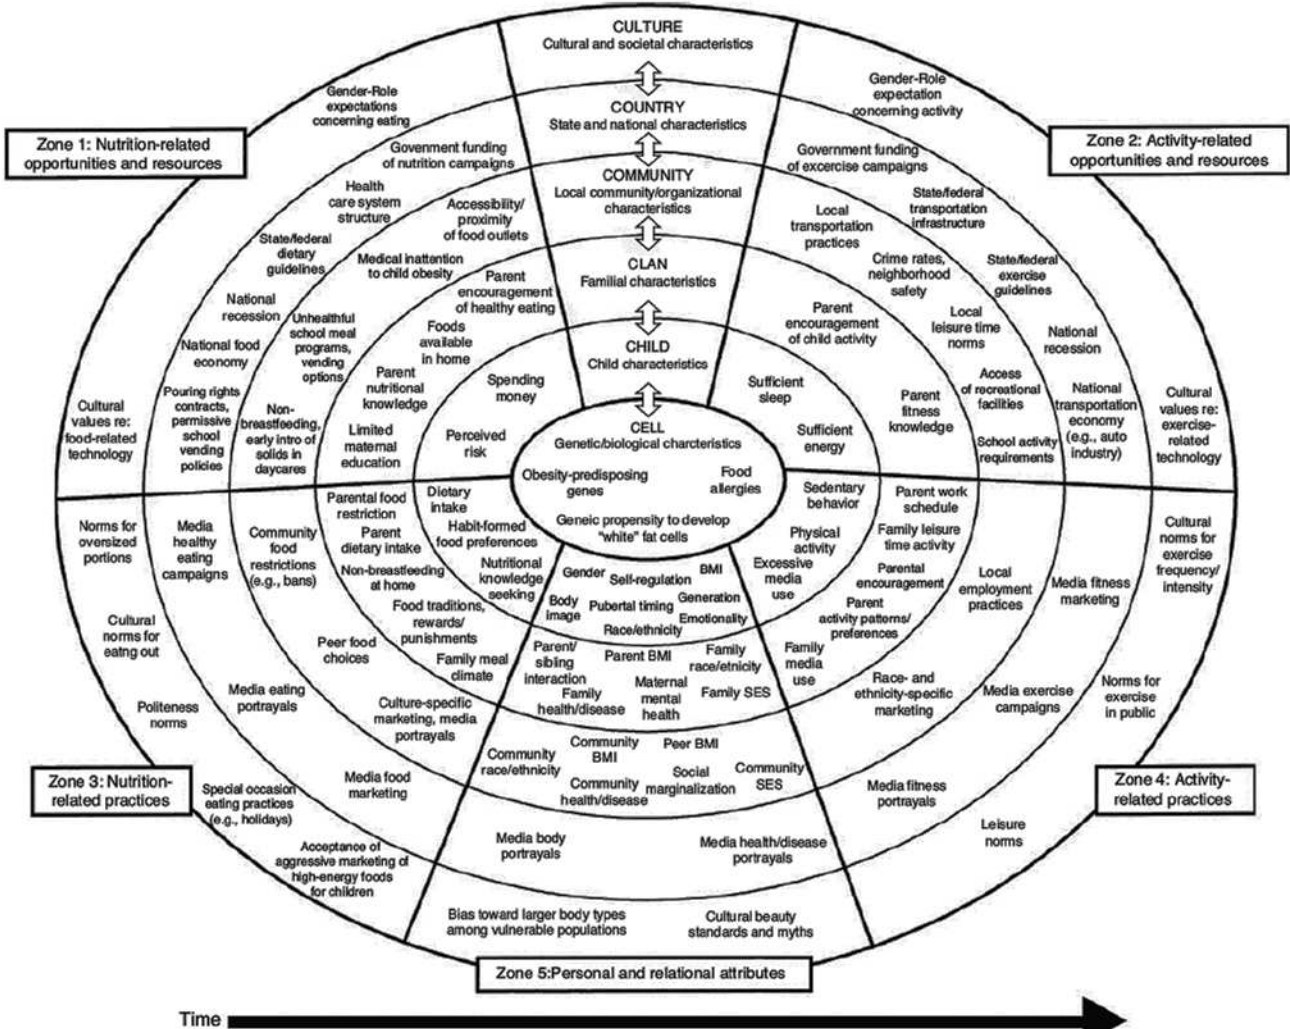 CULTURE
Cultural and societal characteristics
COUNTRY
State and national characteristics
COMMUNITY
Local community/organizational
characteristics
CLAN
Familial characteristics
CHILD
Child characteristics
CELL
Genetic/biological charcteristics
Obesity-predisposing
genes
Food
allergies
Geneic propensity to develop
"white" fat cells
Zone 1: Nutrition-related
opportunities and resources
Gender-Role
expectations
concerning eating
Government funding
of nutrition campaigns
Health
care system
structure
State/federal
dietary
guidelines
National
recession
National food
economy
Pouring rights
contracts,
permissive
school
vending
policies
Cultural
values re:
food-related
technology
Accessibility/
proximity
of food outlets
Medical inattention
to child obesity
Unhealthful
school meal
programs,
vending
options
Non-
breastfeeding,
early intro of
solids in
daycares
Parent
encouragement
of healthy eating
Foods
available
in home
Parent
nutritional
knowledge
Limited
maternal
education
Spending
money
Perceived
risk
Zone 2: Activity-related
opportunities and resources
Gender-Role
expectation
concerning activity
Government funding
of excercise campaigns
State/federal
transportation
infrastructure
State/federal
exercise
guidelines
National
recession
National
transportation
economy
(e.g., auto
industry)
Cultural
values re:
exercise-
related
technology
Local
transportation
practices
Crime rates,
neighborhood
safety
Local
leisure time
norms
Access
of recreational
facilities
School activity
requirements
Parent
encouragement
of child activity
Parent
fitness
knowledge
Sufficient
sleep
Sufficient
energy
Zone 3: Nutrition-
related practices
Norms for
oversized
portions
Cultural
norms for
eatng out
Politeness
norms
Special occasion
eating practices
(e.g., holidays)
Acceptance of
aggressive marketing of
high-energy foods
for children
Media
healthy
eating
campaigns
Media eating
portrayals
Media food
marketing
Community
food
restrictions
(e.g., bans)
Peer food
choices
Culture-specific
marketing, media
portrayals
Parental food
restriction
Parent
dietary intake
Non-breastfeeding
at home
Food traditions,
rewards/
punishments
Family meal
climate
Dietary
intake
Habit-formed
food preferences
Nutritional
knowledge
seeking
Zone 4: Activity-
related practices
Sedentary
behavior
Physical
activity
Excessive
media
use
Parent work
schedule
Family leisure
time activity
Parental
encouragement
Parent
activity patterns/
preferences
Family
media
use
Local
employment
practices
Race- and
ethnicity-specific
marketing
Media fitness
marketing
Media exercise
campaigns
Media fitness
portrayals
Cultural
norms for
exercise
frequency/
intensity
Norms for
exercise
in public
Leisure
norms
Gender
Self-regulation
BMI
Body
image
Pubertal timing
Generation
Emotionality
Race/ethnicity
Parent/
sibling
interaction
Parent BMI
Family
race/etnicity
Family
health/disease
Maternal
mental
health
Family SES
Community
race/ethnicity
Community
BMI
Peer BMI
Community
health/disease
Social
marginalization
Community
SES
Media body
portrayals
Media health/disease
portrayals
Bias toward larger body types
among vulnerable populations
Cultural beauty
standards and myths
Zone 5:Personal and relational attributes
Time